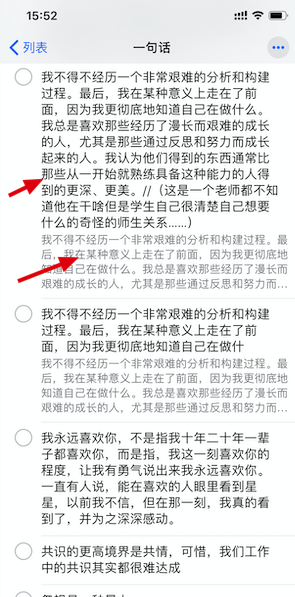 15:52
列表
一句话
我不得不经历一个非常艰难的分析和构建
过程。最后，我在某种意义上走在了前
面，因为我更彻底地知道自己在做什么。
我总是喜欢那些经历了漫长而艰难的成长
的人，尤其是那些通过反思和努力而成长
起来的人。我认为他们得到的东西通常比
那些从一开始就熟练具备这种能力的人得
到的更深、更美。//（这是一个老师都不知
道他在干啥但是学生自己很清楚自己想要
什么的奇怪的师生关系……）
我不得不经历一个非常艰难的分析和构建过程。最
后，我在某种意义上走在了前面，因为我更彻底地
知道自己在做什么。我总是喜欢那些经历了漫长而
艰难的成长的人，尤其是那些通过反思和努力而...
我不得不经历一个非常艰难的分析和构建
过程。最后，我在某种意义上走在了前
面，因为我更彻底地知道自己在做什
我不得不经历一个非常艰难的分析和构建过程。最
后，我在某种意义上走在了前面，因为我更彻底地
知道自己在做什么。我总是喜欢那些经历了漫长而
艰难的成长的人，尤其是那些通过反思和努力而...
我永远喜欢你，不是指我十年二十年一辈
子都喜欢你，而是指，我这一刻喜欢你的
程度，让我有勇气说出来我永远喜欢你。
一直有人说，能在喜欢的人眼里看到星
星，以前我不信，但在那一刻，我真的看
到了，并为之深深感动。
共识的更高境界是共情，可惜，我们工作
中的共识其实都很难达成